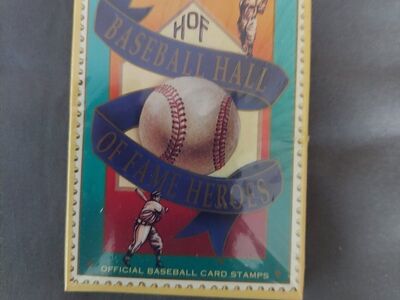 HOF
BASEBALL HALL
OF FAME HEROES
OFFICIAL BASEBALL CARD STAMPS